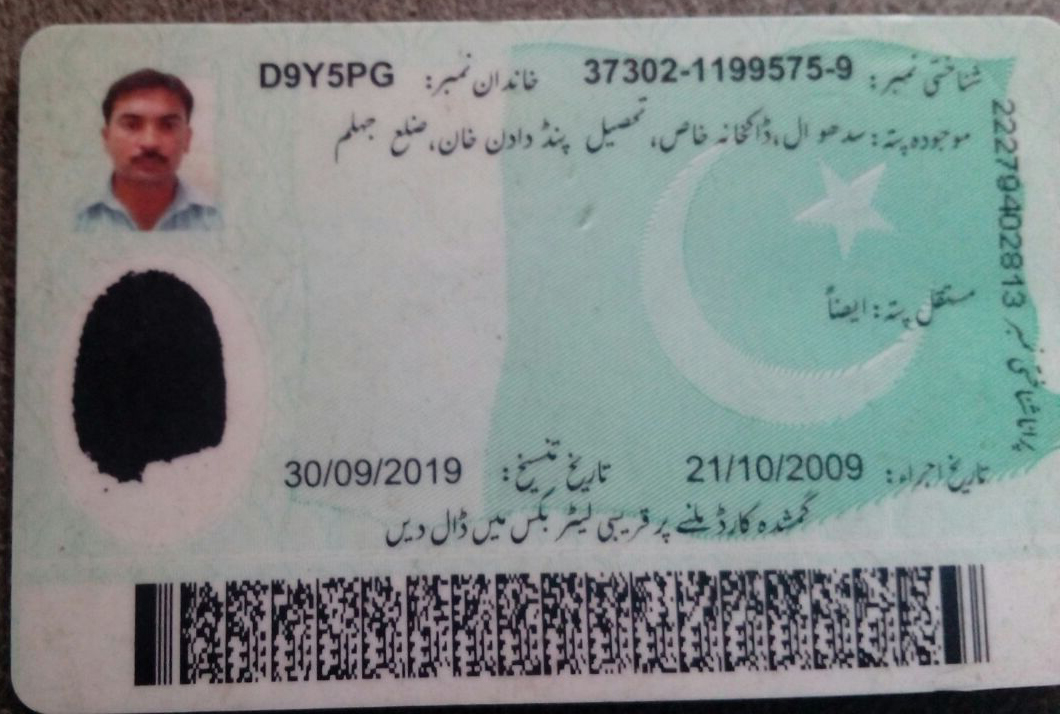 شناختی نمبر: 37302-1199575-9 خاندان نمبر: D9Y5PG
موجودہ پتہ: سدھوال، ڈاکخانہ خاص، تحصیل پنڈ دادن خان، ضلع جہلم
مستقل پتہ: ایضاً
تاریخ اجراء: 21/10/2009 تاریخ تنسیخ: 30/09/2019
گمشدہ کارڈ ملنے پر قریبی لیٹر بکس میں ڈال دیں
22279402813 پرانا شناختی نمبر